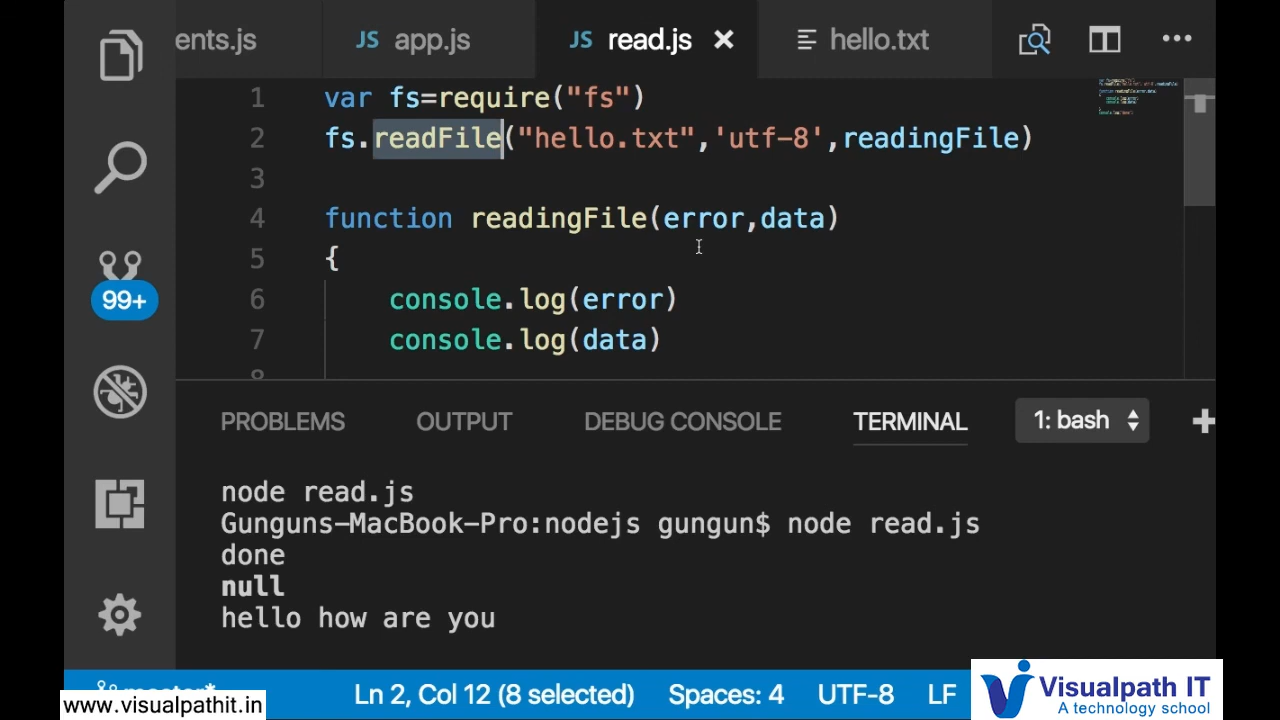 ents.js app.js read.js hello.txt
1 var fs=require("fs")
2 fs.readFile("hello.txt",'utf-8',readingFile)
3
4 function readingFile(error,data)
5 {
6 console.log(error)
7 console.log(data)
8
99+
PROBLEMS OUTPUT DEBUG CONSOLE TERMINAL 1: bash
node read.js
Gunguns-MacBook-Pro:nodejs gungun$ node read.js
done
null
hello how are you
Ln 2, Col 12 (8 selected) Spaces: 4 UTF-8 LF
www.visualpathit.in
Visualpath IT
A technology school